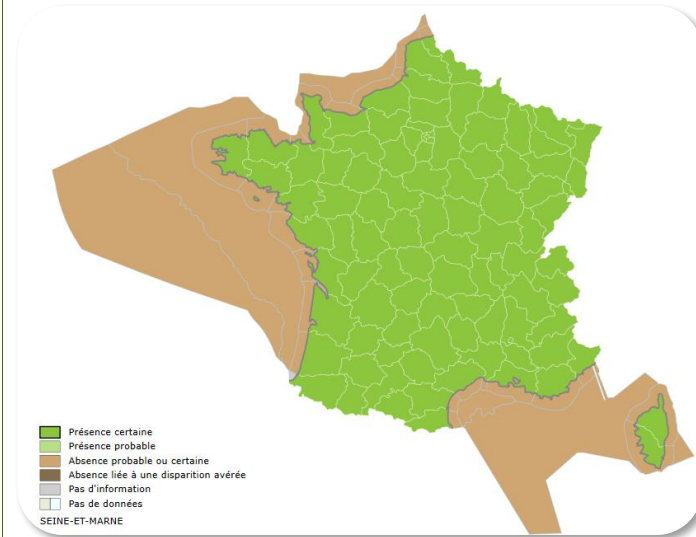 Présence certaine
Présence probable
Absence probable ou certaine
Absence liée à une disparition avérée
Pas d'information
Pas de données
SEINE-ET-MARNE